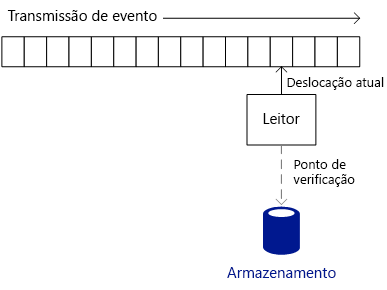 Transmissão de evento
Deslocação atual
Leitor
Ponto de
verificação
Armazenamento